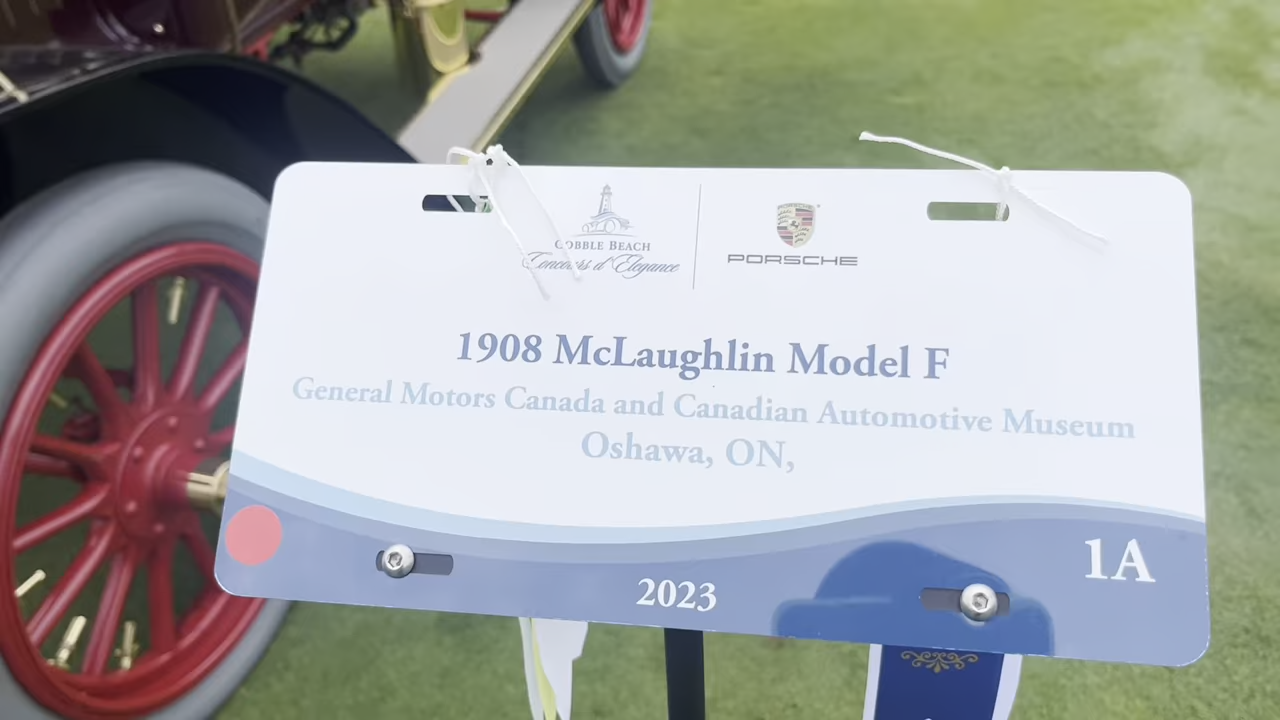 COBBLE BEACH
Concours d'Elegance
PORSCHE
PORSCHE
1908 McLaughlin Model F
General Motors Canada and Canadian Automotive Museum
Oshawa, ON,
1A
2023